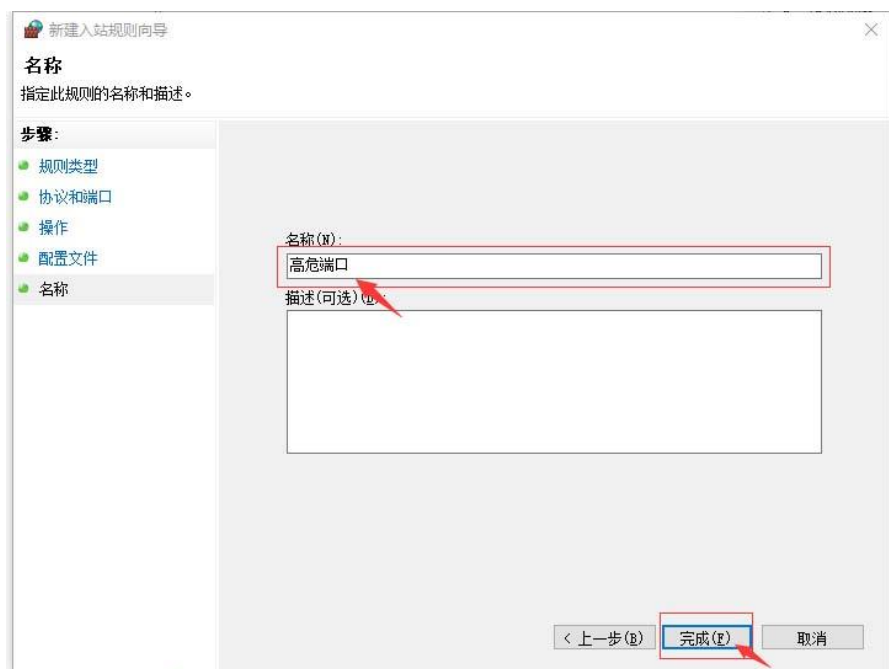 新建入站规则向导
名称
指定此规则的名称和描述。
步骤:
规则类型
协议和端口
操作
配置文件
名称
名称(N):
高危端口
描述(可选)(D):
< 上一步(B)
完成(F)
取消